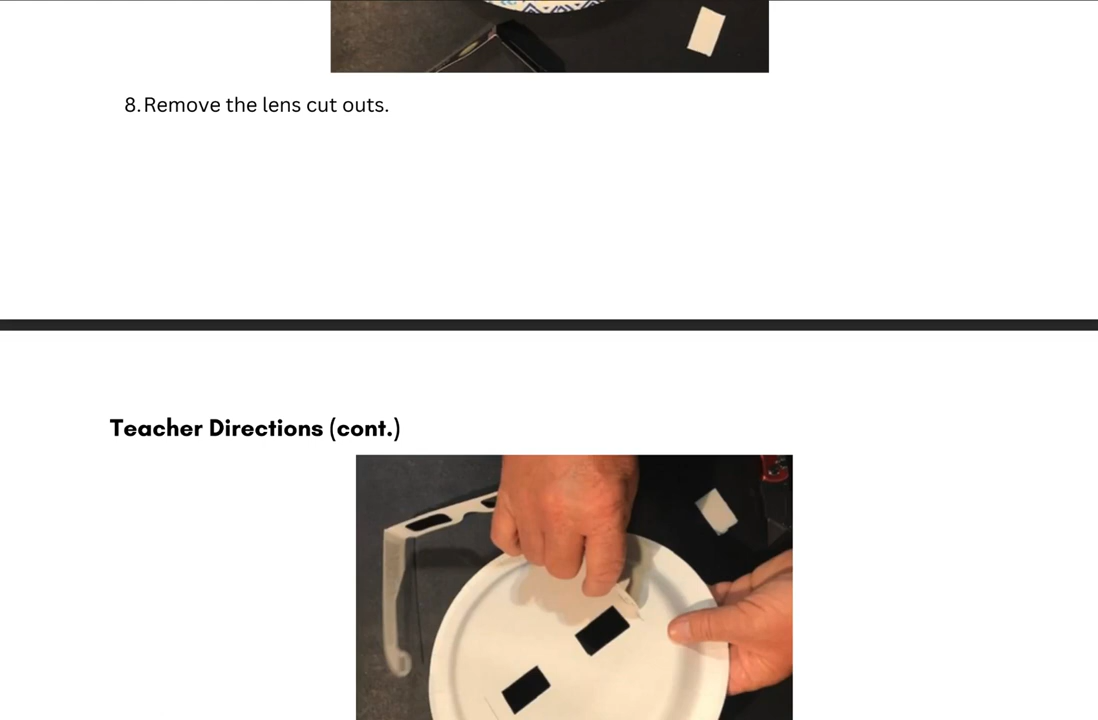 8. Remove the lens cut outs.
Teacher Directions (cont.)